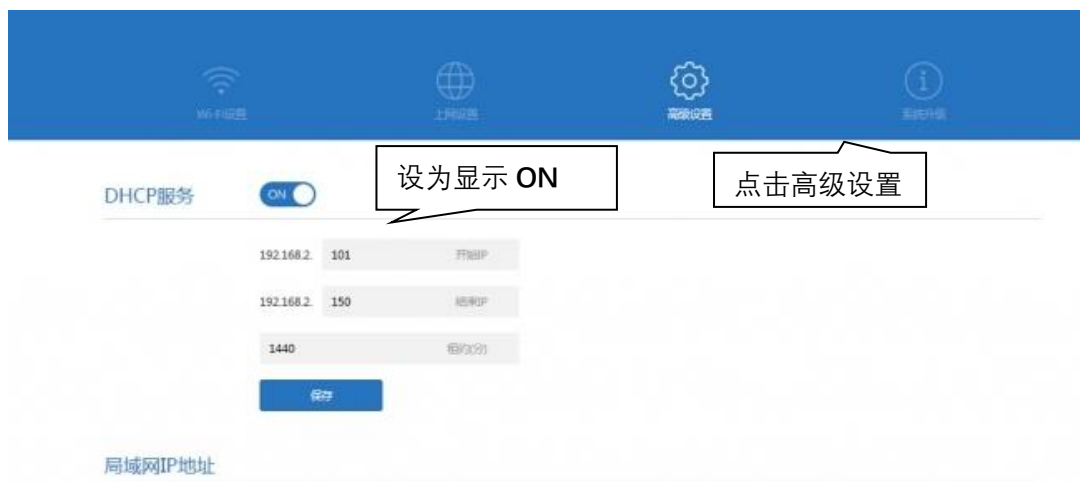 Wi-Fi设置
上网设置
高级设置
系统升级
设为显示 ON
点击高级设置
DHCP服务
ON
192.168.2. 101 开始IP
192.168.2. 150 结束IP
1440 租约(分)
保存
局域网IP地址